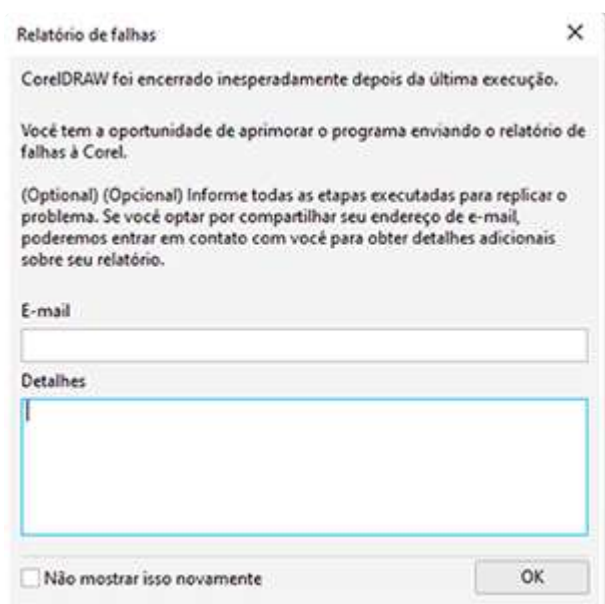 Relatório de falhas
CorelDRAW foi encerrado inesperadamente depois da última execução.
Você tem a oportunidade de aprimorar o programa enviando o relatório de
falhas à Corel.
(Optional) (Opcional) Informe todas as etapas executadas para replicar o
problema. Se você optar por compartilhar seu endereço de e-mail,
poderemos entrar em contato com você para obter detalhes adicionais
sobre seu relatório.
E-mail
Detalhes
Não mostrar isso novamente
OK